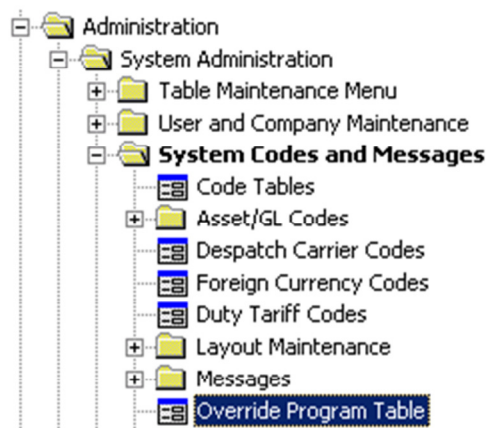 Administration
System Administration
Table Maintenance Menu
User and Company Maintenance
System Codes and Messages
Code Tables
Asset/GL Codes
Despatch Carrier Codes
Foreign Currency Codes
Duty Tariff Codes
Layout Maintenance
Messages
Override Program Table